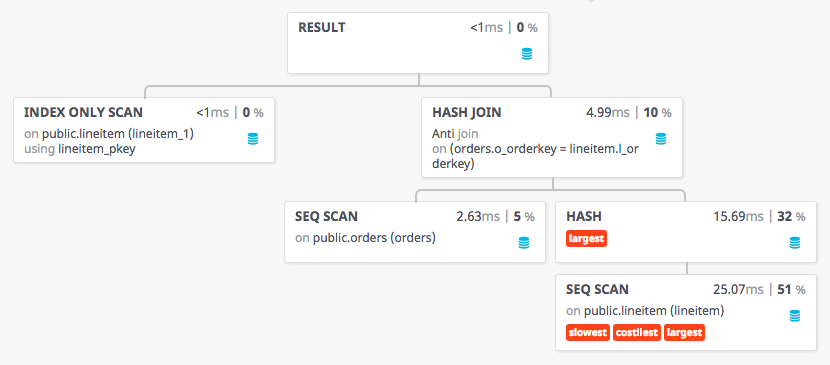 RESULT <1ms | 0 %
INDEX ONLY SCAN <1ms | 0 %
on public.lineitem (lineitem_1)
using lineitem_pkey
HASH JOIN 4.99ms | 10 %
Anti join
on (orders.o_orderkey = lineitem.l_or
derkey)
SEQ SCAN 2.63ms | 5 %
on public.orders (orders)
HASH 15.69ms | 32 %
largest
SEQ SCAN 25.07ms | 51 %
on public.lineitem (lineitem)
slowest costliest largest